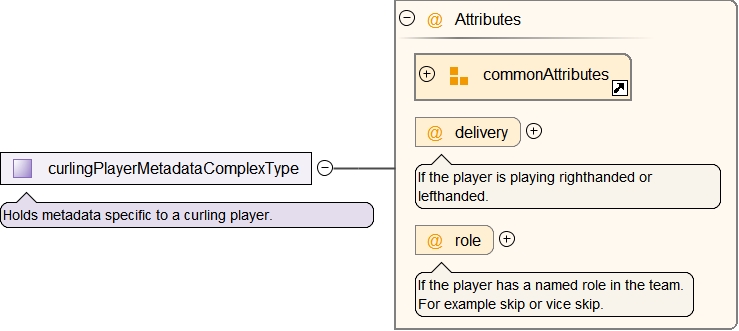 @ Attributes
commonAttributes
@ delivery
curlingPlayerMetadataComplexType
If the player is playing righthanded or
lefthanded.
Holds metadata specific to a curling player.
@ role
If the player has a named role in the team.
For example skip or vice skip.